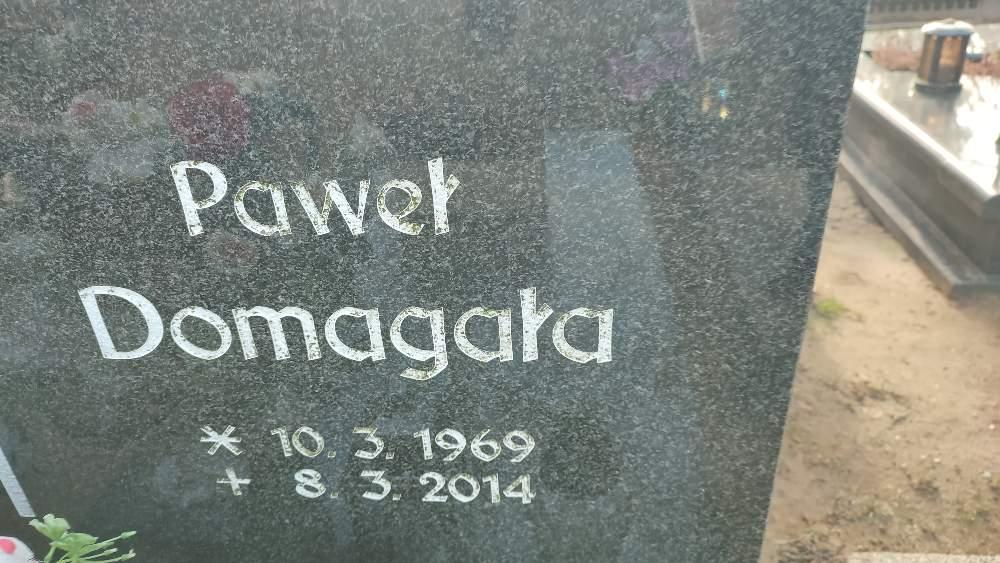 Paweł
Domagała
* 10. 3. 1969
+ 8. 3. 2014